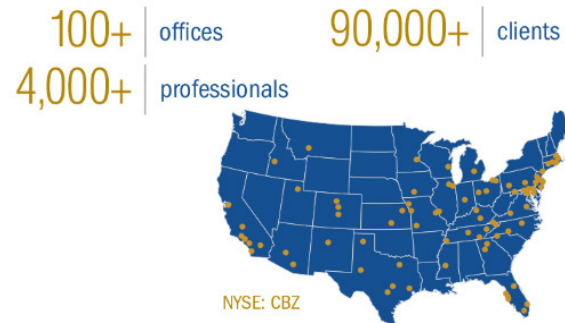 100+ offices
90,000+ clients
4,000+ professionals
NYSE: CBZ